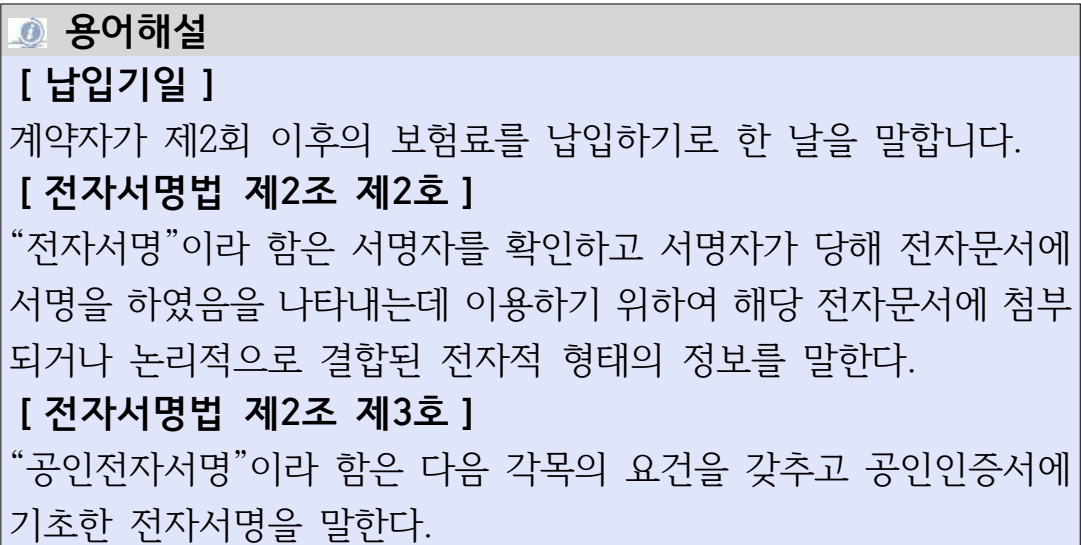 용어해설
[ 납입기일 ]
계약자가 제2회 이후의 보험료를 납입하기로 한 날을 말합니다.
[ 전자서명법 제2조 제2호 ]
“전자서명”이라 함은 서명자를 확인하고 서명자가 당해 전자문서에
서명을 하였음을 나타내는데 이용하기 위하여 해당 전자문서에 첨부
되거나 논리적으로 결합된 전자적 형태의 정보를 말한다.
[ 전자서명법 제2조 제3호 ]
“공인전자서명”이라 함은 다음 각목의 요건을 갖추고 공인인증서에
기초한 전자서명을 말한다.